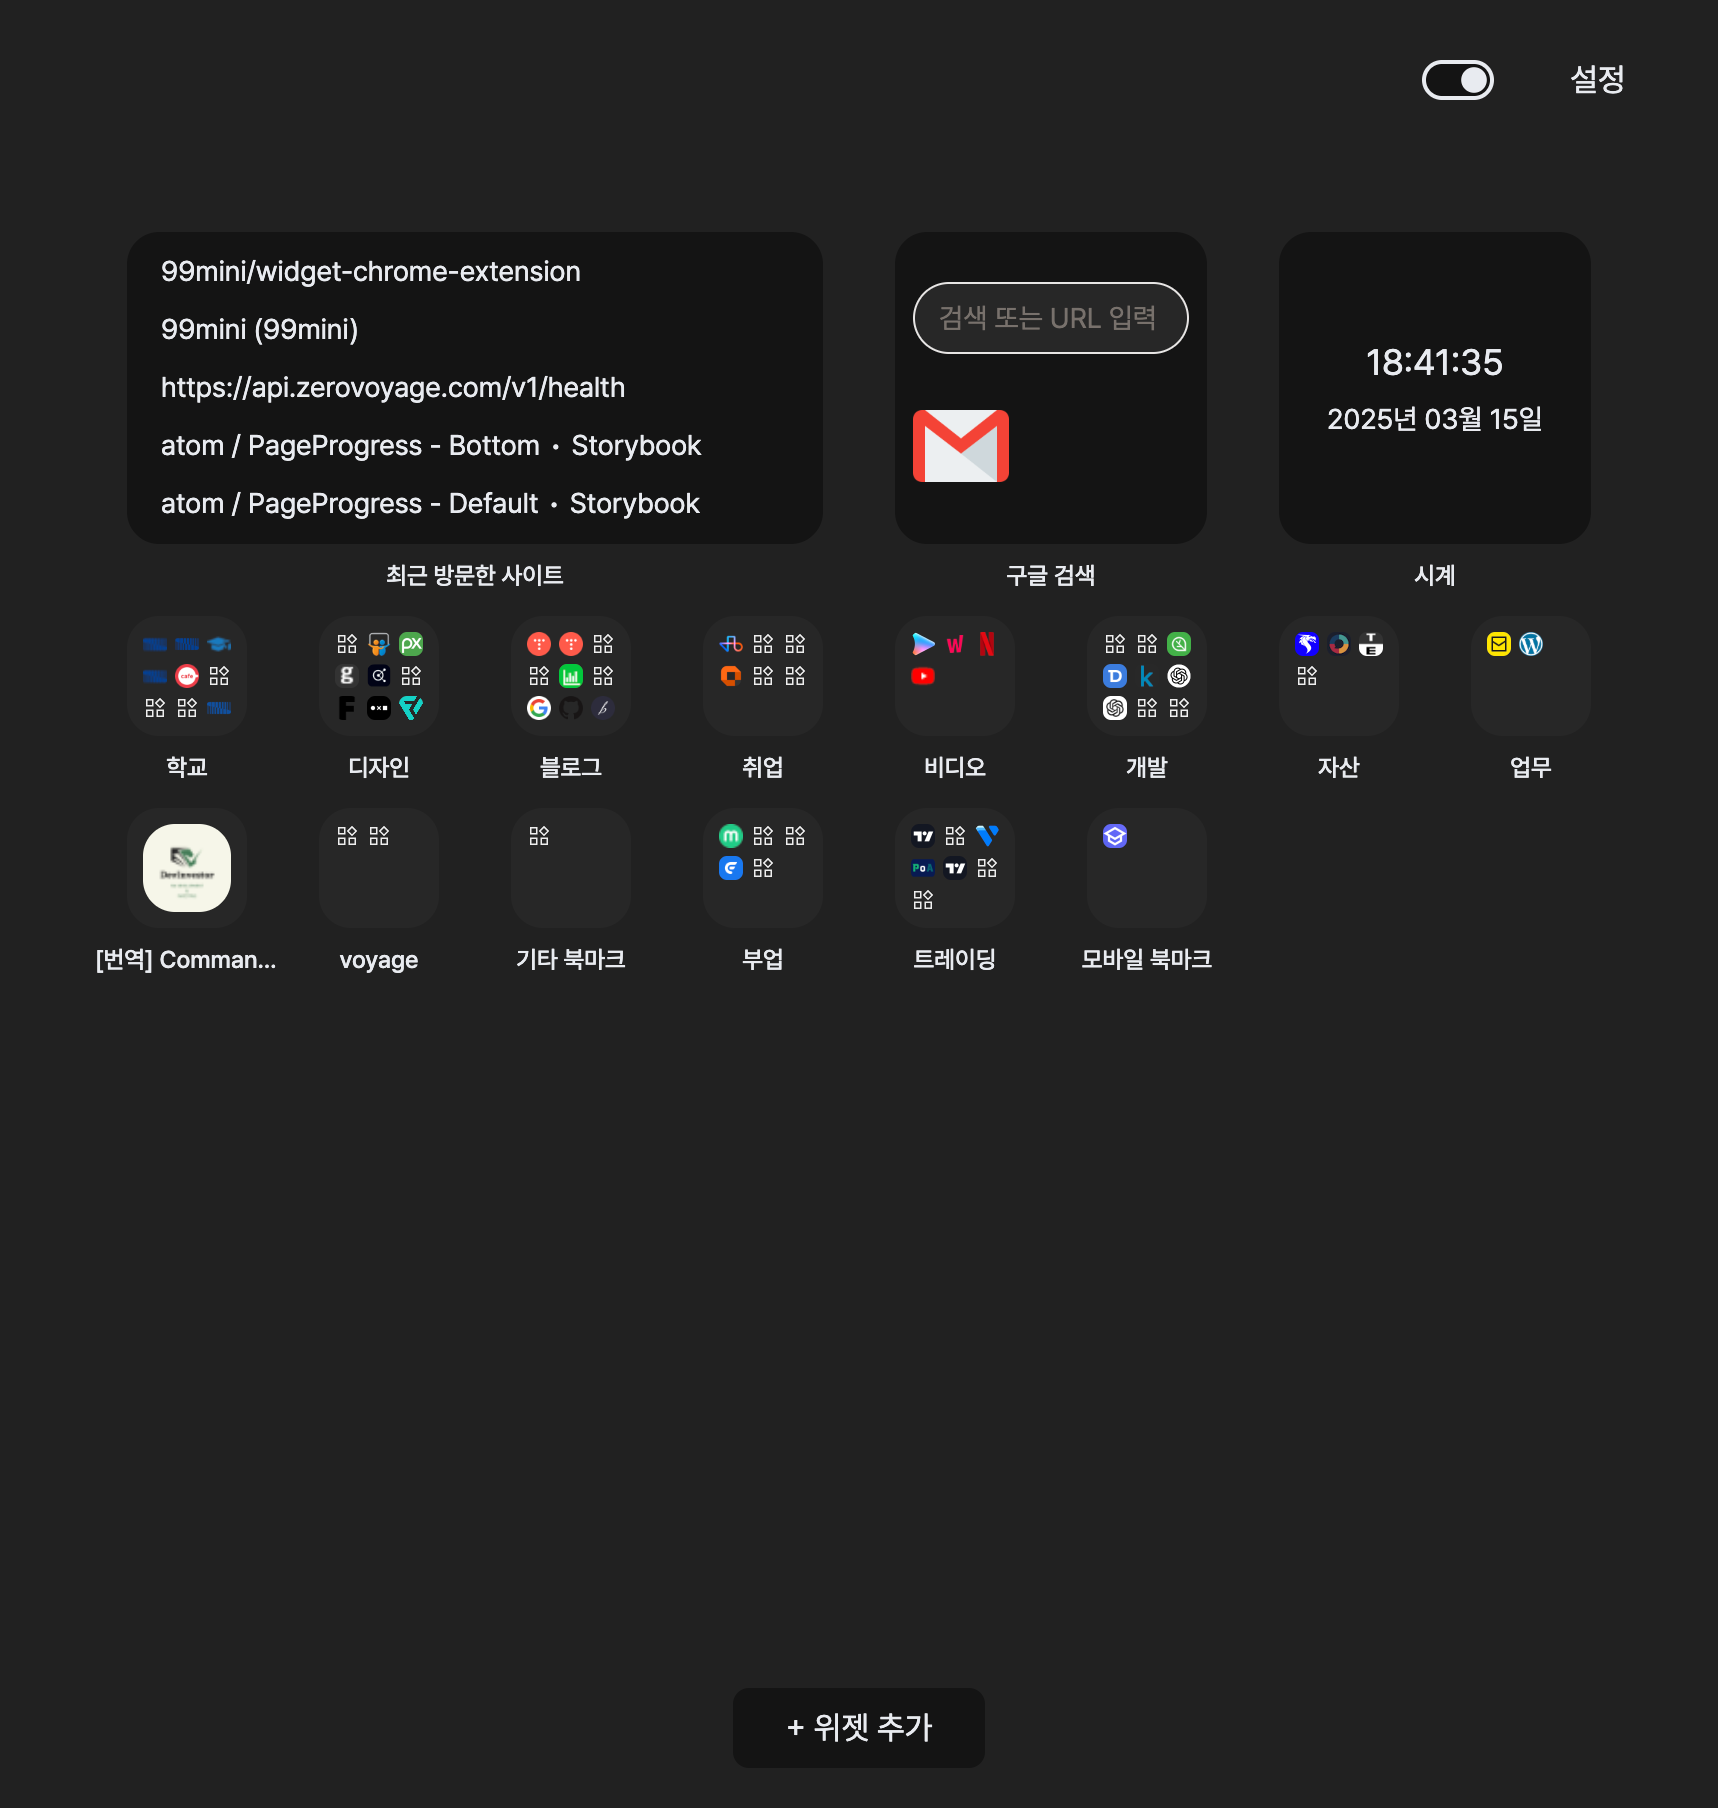 설정
99mini/widget-chrome-extension
99mini (99mini)
https://api.zerovoyage.com/v1/health
atom / PageProgress - Bottom • Storybook
atom / PageProgress - Default • Storybook
최근 방문한 사이트
검색 또는 URL 입력
구글 검색
18:41:35
2025년 03월 15일
시계
cafe
학교
px
g
F
디자인
G
b
블로그
취업
W
N
비디오
D
k
개발
T
E
자산
업무
DevInvestor
[번역] Comman...
voyage
기타 북마크
m
부업
PoA
트레이딩
모바일 북마크
+ 위젯 추가